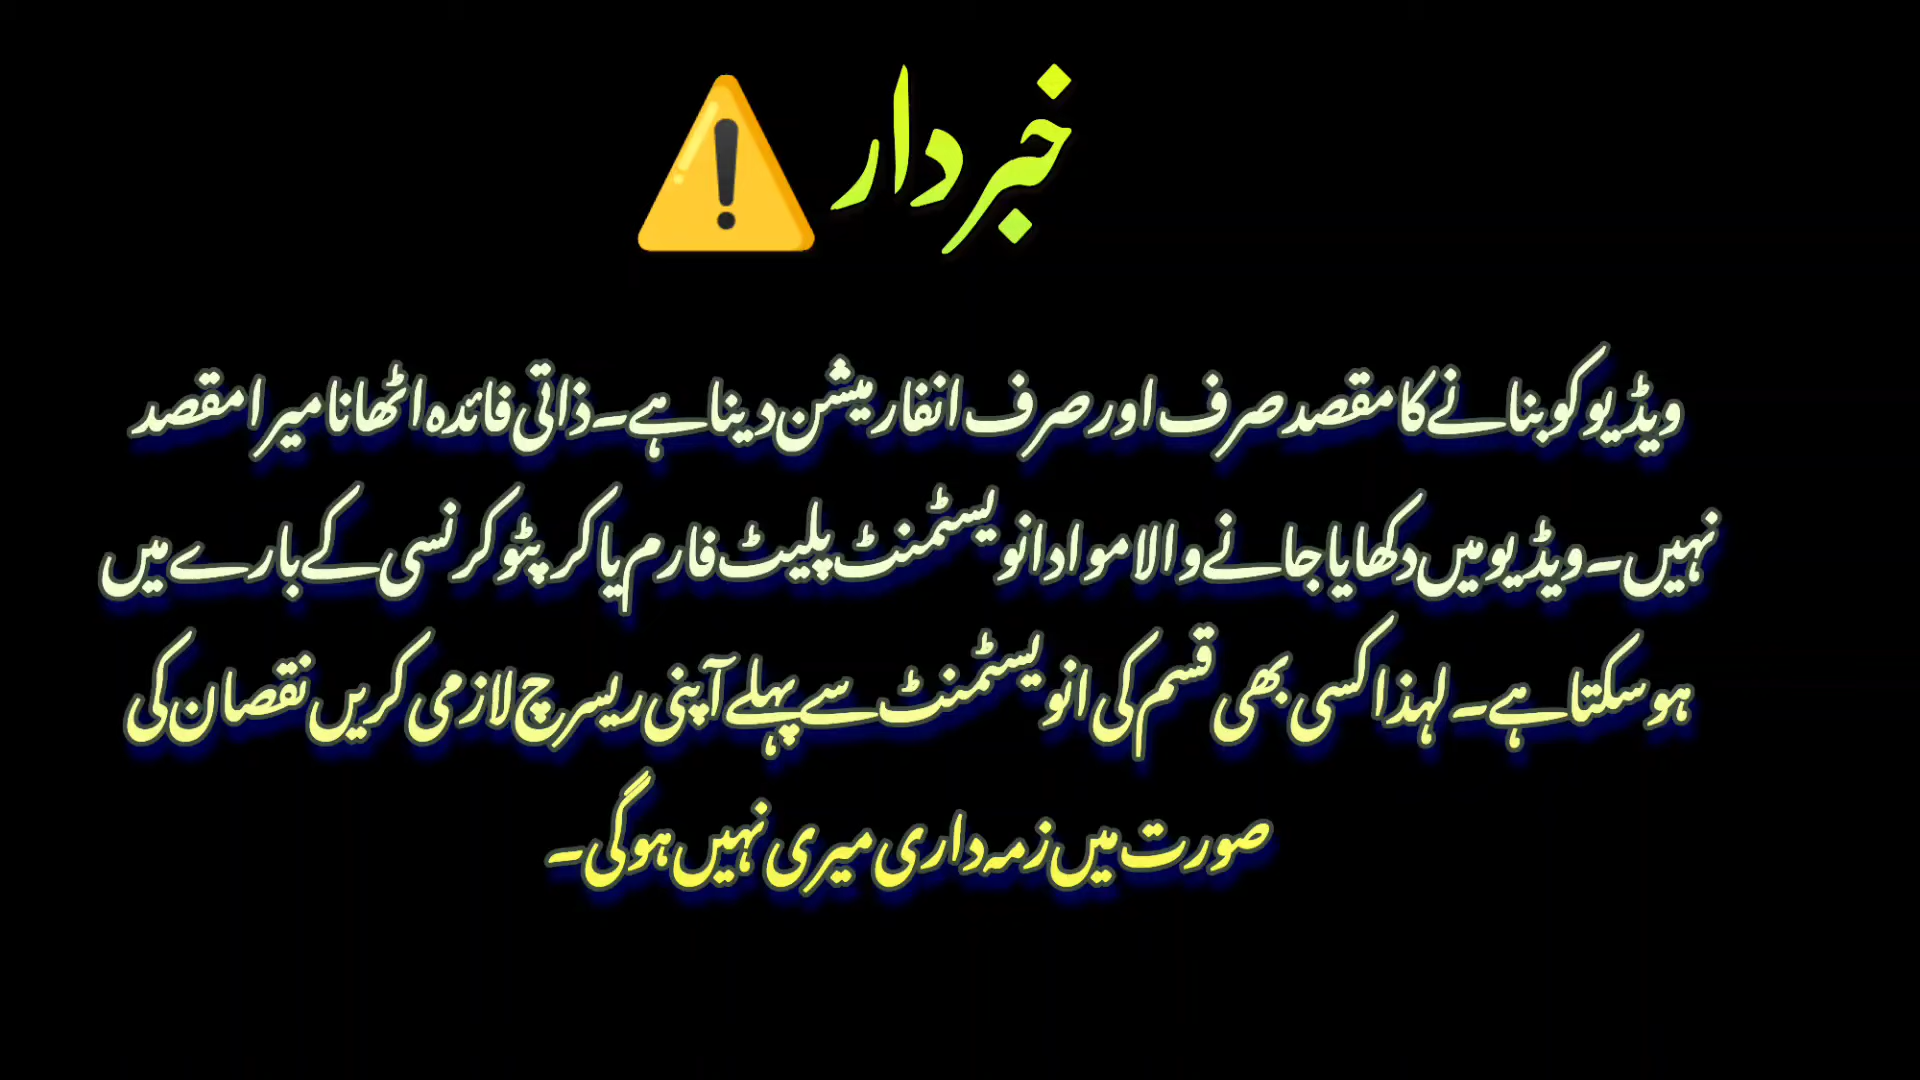 خبردار
ویڈیو کو بنانے کا مقصد صرف اور صرف انفارمیشن دینا ہے۔ ذاتی فائدہ اٹھانا میرا مقصد
نہیں۔ ویڈیو میں دکھایا جانے والا مواد انویسٹمنٹ پلیٹ فارم یا کرپٹو کرنسی کے بارے میں
ہو سکتا ہے۔ لہذا کسی بھی قسم کی انویسٹمنٹ سے پہلے آپنی ریسرچ لازمی کریں نقصان کی
صورت میں زمہ داری میری نہیں ہوگی۔